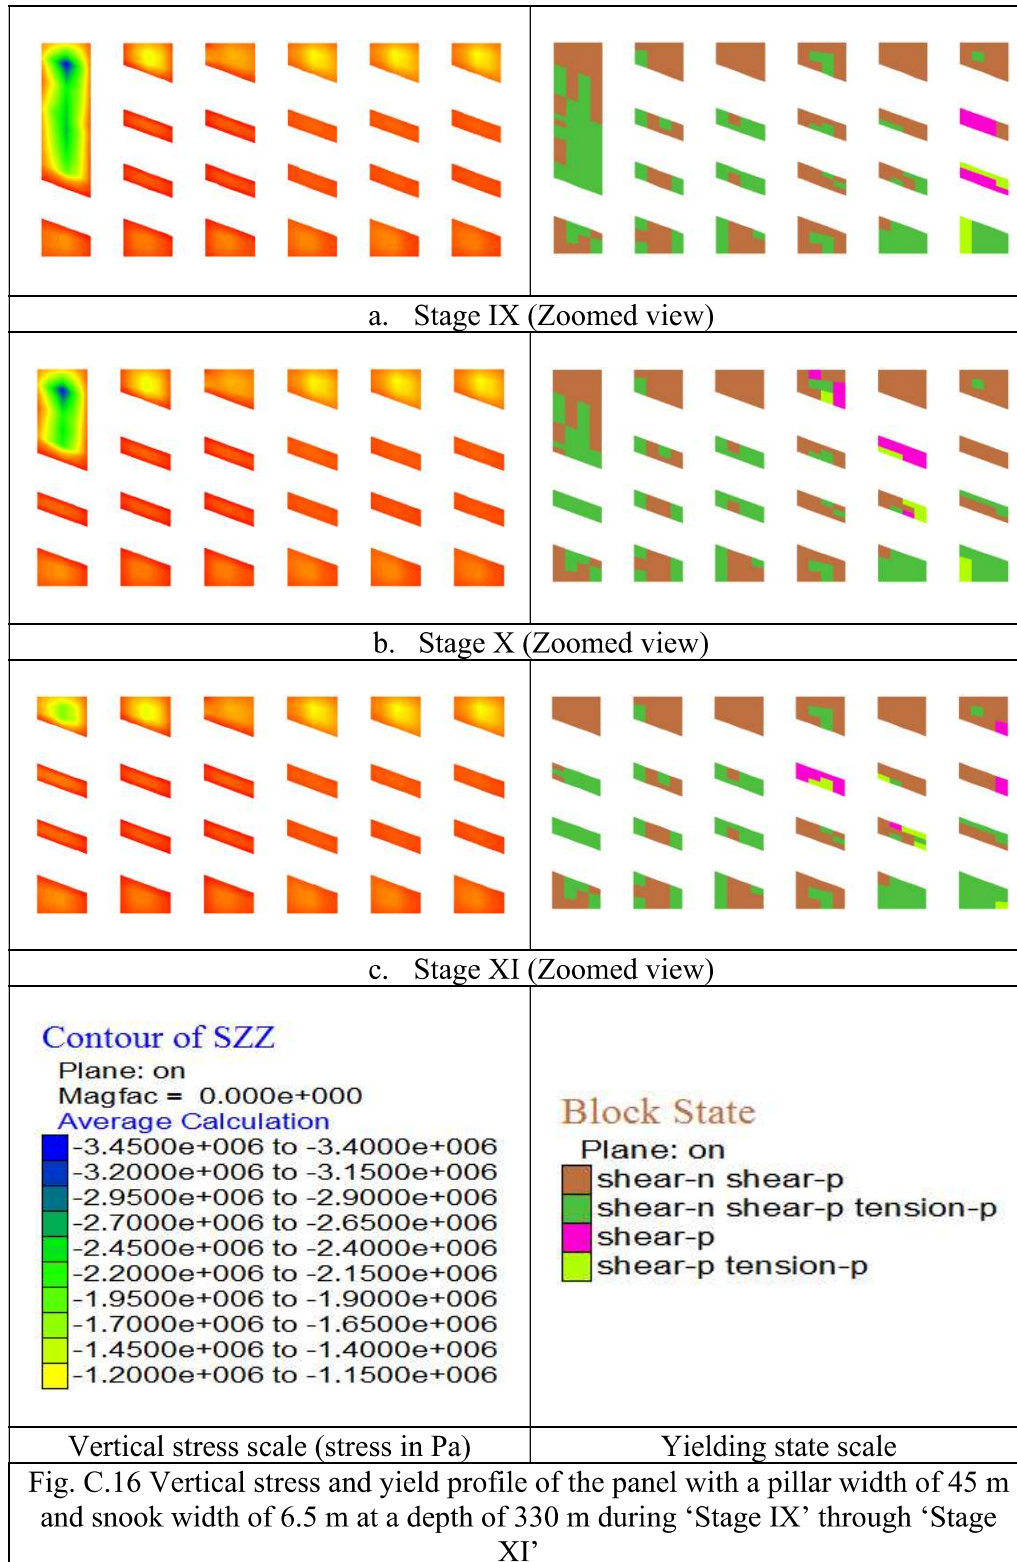 a. Stage IX (Zoomed view)
b. Stage X (Zoomed view)
c. Stage XI (Zoomed view)
Contour of SZZ
Plane: on
Magfac = 0.000e+000
Average Calculation
-3.4500e+006 to -3.4000e+006
-3.2000e+006 to -3.1500e+006
-2.9500e+006 to -2.9000e+006
-2.7000e+006 to -2.6500e+006
-2.4500e+006 to -2.4000e+006
-2.2000e+006 to -2.1500e+006
-1.9500e+006 to -1.9000e+006
-1.7000e+006 to -1.6500e+006
-1.4500e+006 to -1.4000e+006
-1.2000e+006 to -1.1500e+006
Block State
Plane: on
shear-n shear-p
shear-n shear-p tension-p
shear-p
shear-p tension-p
Vertical stress scale (stress in Pa)
Yielding state scale
Fig. C.16 Vertical stress and yield profile of the panel with a pillar width of 45 m
and snook width of 6.5 m at a depth of 330 m during ‘Stage IX’ through ‘Stage
XI’